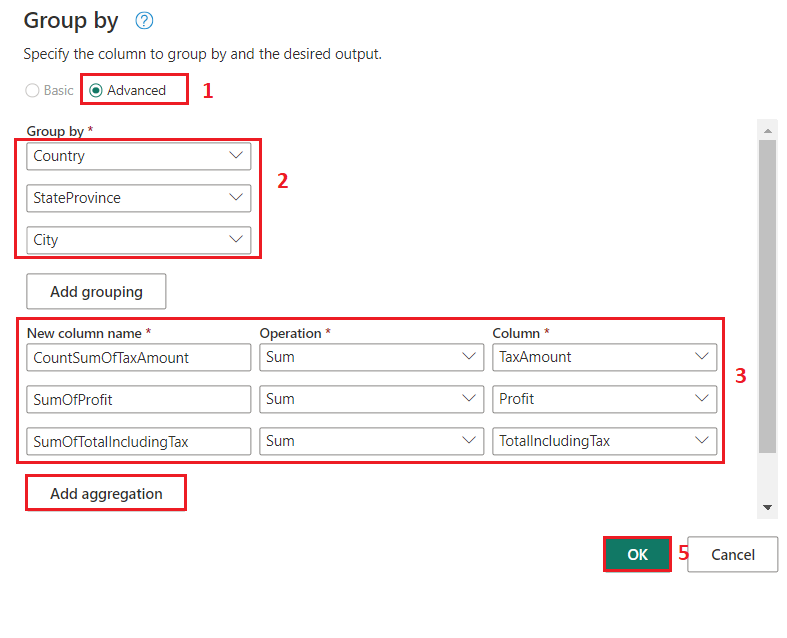 Group by ?
Specify the column to group by and the desired output.
Basic Advanced 1
Group by *
Country
StateProvince
City
2
Add grouping
New column name * Operation * Column *
CountSumOfTaxAmount Sum TaxAmount
SumOfProfit Sum Profit
SumOfTotalIncludingTax Sum TotalIncludingTax
3
Add aggregation
OK 5 Cancel